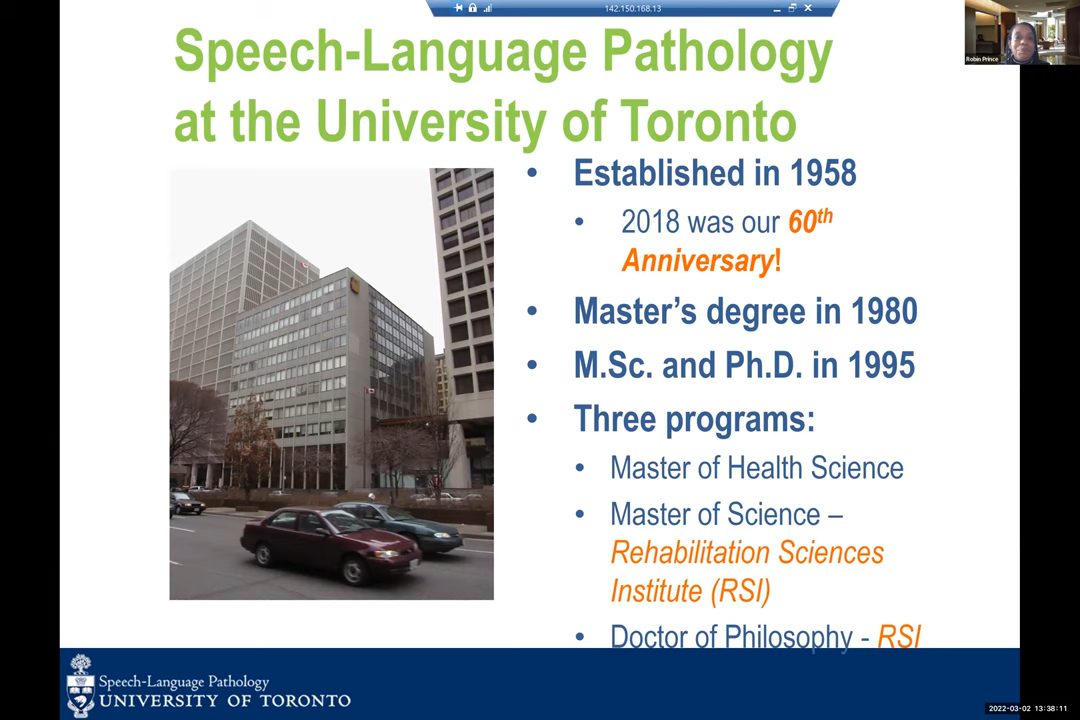 142.150.168.13
Robin Prince
Speech-Language Pathology
at the University of Toronto
• Established in 1958
• 2018 was our 60th
Anniversary!
• Master's degree in 1980
• M.Sc. and Ph.D. in 1995
• Three programs:
• Master of Health Science
• Master of Science –
Rehabilitation Sciences
Institute (RSI)
• Doctor of Philosophy - RSI
Speech-Language Pathology
UNIVERSITY OF TORONTO
2022-03-02 13:38:11